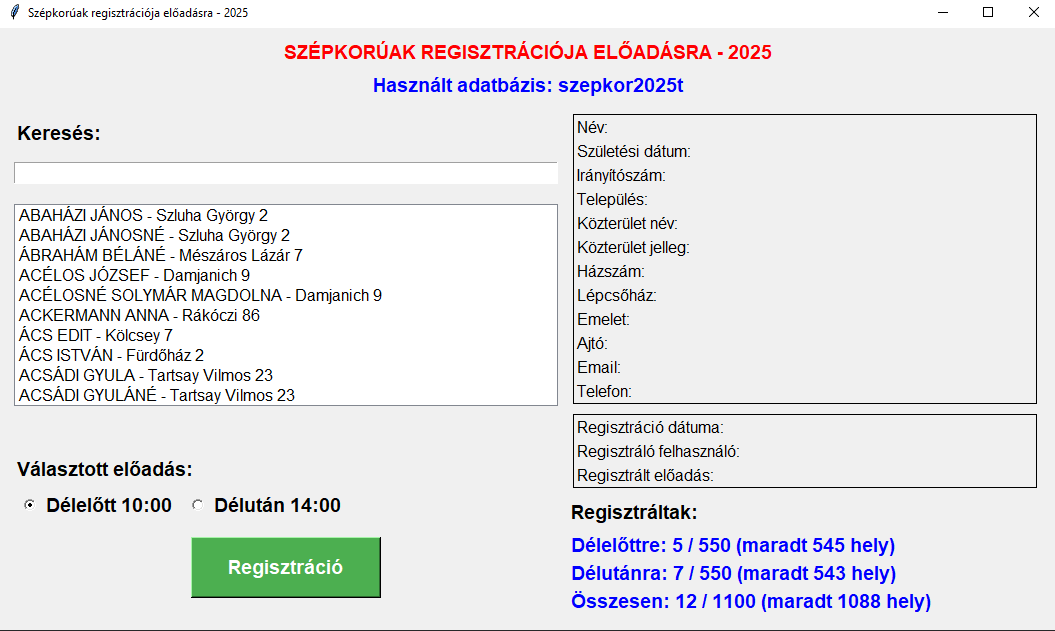 Szépkorúak regisztrációja előadásra - 2025
SZÉPKORÚAK REGISZTRÁCIÓJA ELŐADÁSRA - 2025
Használt adatbázis: szepkor2025t
Keresés:
ABAHÁZI JÁNOS - Szluha György 2
ABAHÁZI JÁNOSNÉ - Szluha György 2
ÁBRAHÁM BÉLÁNÉ - Mészáros Lázár 7
ACÉLOS JÓZSEF - Damjanich 9
ACÉLOSNÉ SOLYMÁR MAGDOLNA - Damjanich 9
ACKERMANN ANNA - Rákóczi 86
ÁCS EDIT - Kölcsey 7
ÁCS ISTVÁN - Fürdőház 2
ACSÁDI GYULA - Tartsay Vilmos 23
ACSÁDI GYULÁNÉ - Tartsay Vilmos 23
Választott előadás:
Délelőtt 10:00
Délután 14:00
Regisztráció
Név:
Születési dátum:
Irányítószám:
Település:
Közterület név:
Közterület jelleg:
Házszám:
Lépcsőház:
Emelet:
Ajtó:
Email:
Telefon:
Regisztráció dátuma:
Regisztráló felhasználó:
Regisztrált előadás:
Regisztráltak:
Délelőttre: 5 / 550 (maradt 545 hely)
Délutánra: 7 / 550 (maradt 543 hely)
Összesen: 12 / 1100 (maradt 1088 hely)